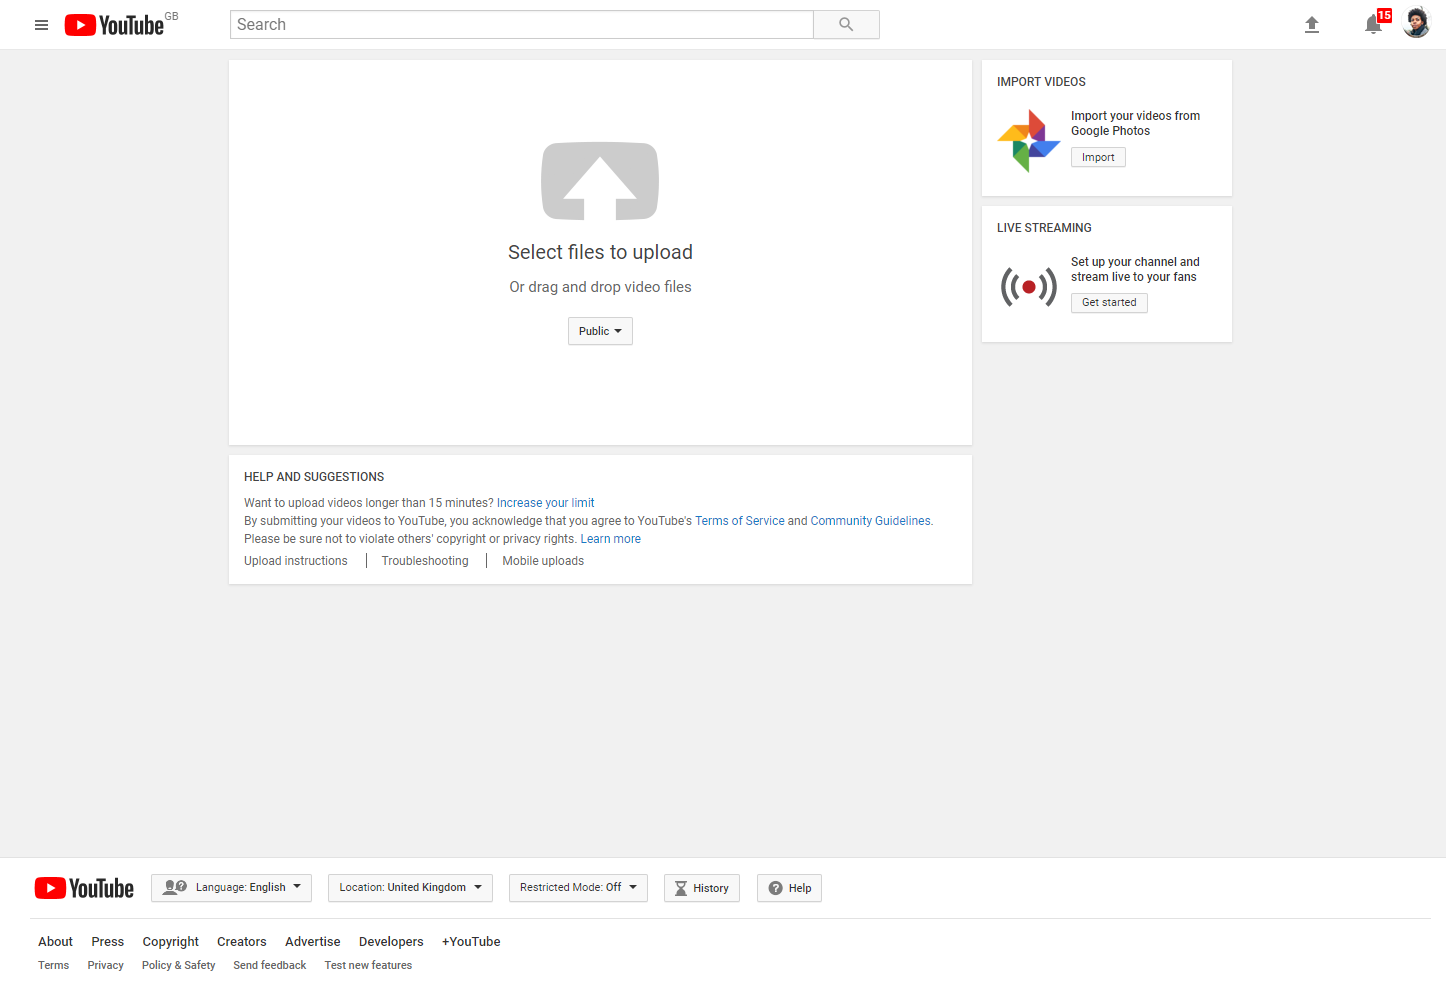 YouTube GB
Search
15
Select files to upload
Or drag and drop video files
Public
IMPORT VIDEOS
Import your videos from
Google Photos
Import
LIVE STREAMING
Set up your channel and
stream live to your fans
Get started
HELP AND SUGGESTIONS
Want to upload videos longer than 15 minutes? Increase your limit
By submitting your videos to YouTube, you acknowledge that you agree to YouTube's Terms of Service and Community Guidelines.
Please be sure not to violate others' copyright or privacy rights. Learn more
Upload instructions Troubleshooting Mobile uploads
YouTube Language: English Location: United Kingdom Restricted Mode: Off History Help
About Press Copyright Creators Advertise Developers +YouTube
Terms Privacy Policy & Safety Send feedback Test new features